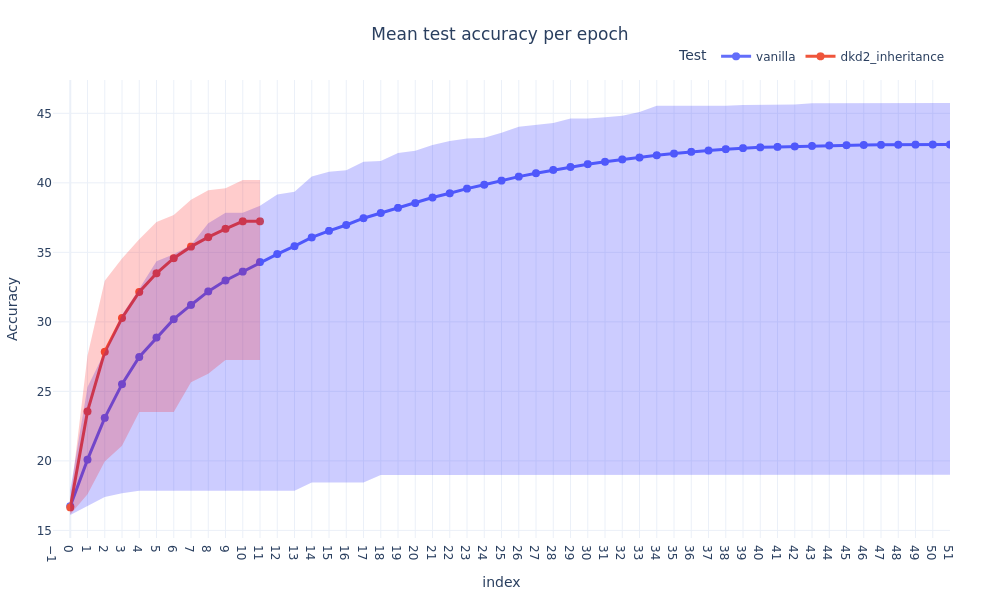 Mean test accuracy per epoch
Test vanilla dkd2_inheritance
45
40
35
30
25
20
15
Accuracy
−1 0 1 2 3 4 5 6 7 8 9 10 11 12 13 14 15 16 17 18 19 20 21 22 23 24 25 26 27 28 29 30 31 32 33 34 35 36 37 38 39 40 41 42 43 44 45 46 47 48 49 50 51
index